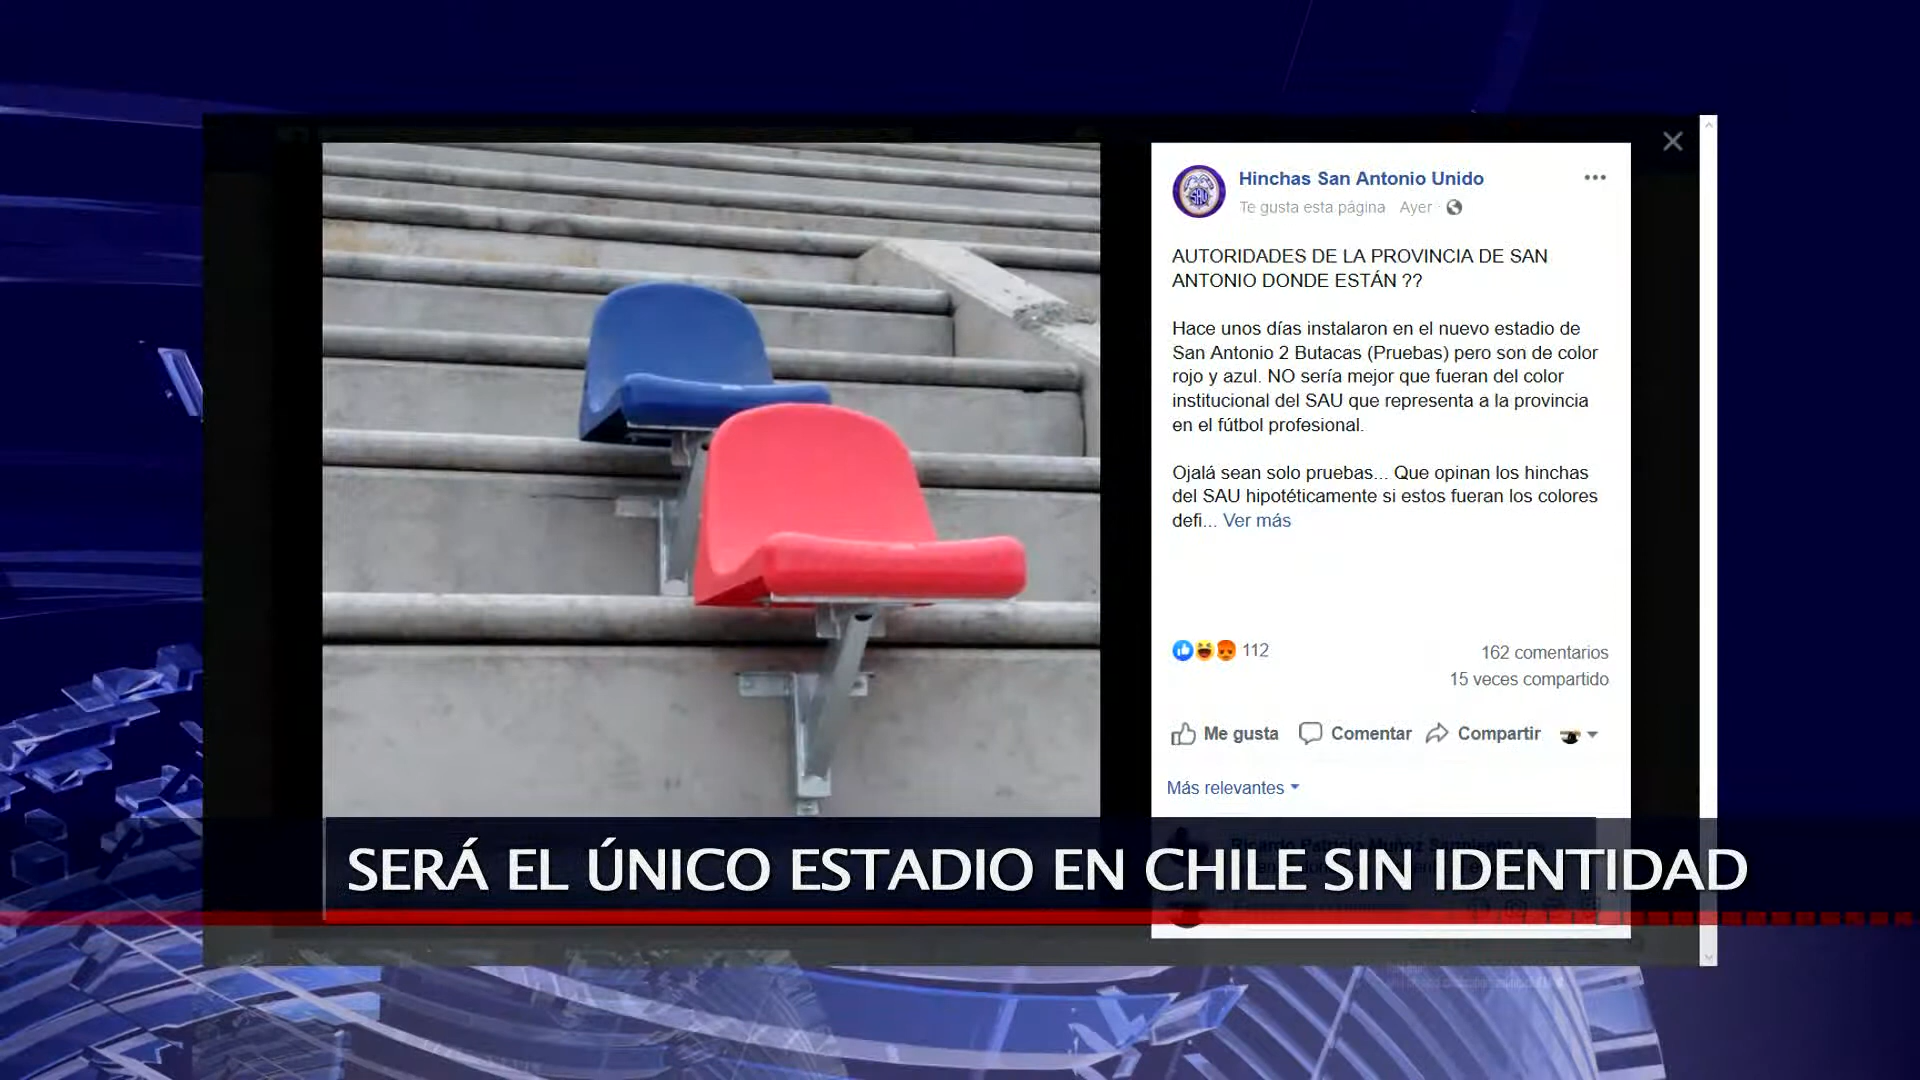 Hinchas San Antonio Unido
Te gusta esta página Ayer
SAU
AUTORIDADES DE LA PROVINCIA DE SAN
ANTONIO DONDE ESTÁN ??
Hace unos días instalaron en el nuevo estadio de
San Antonio 2 Butacas (Pruebas) pero son de color
rojo y azul. NO sería mejor que fueran del color
institucional del SAU que representa a la provincia
en el fútbol profesional.
Ojalá sean solo pruebas... Que opinan los hinchas
del SAU hipotéticamente si estos fueran los colores
defi... Ver más
112
162 comentarios
15 veces compartido
Me gusta Comentar Compartir
Más relevantes
SERÁ EL ÚNICO ESTADIO EN CHILE SIN IDENTIDAD